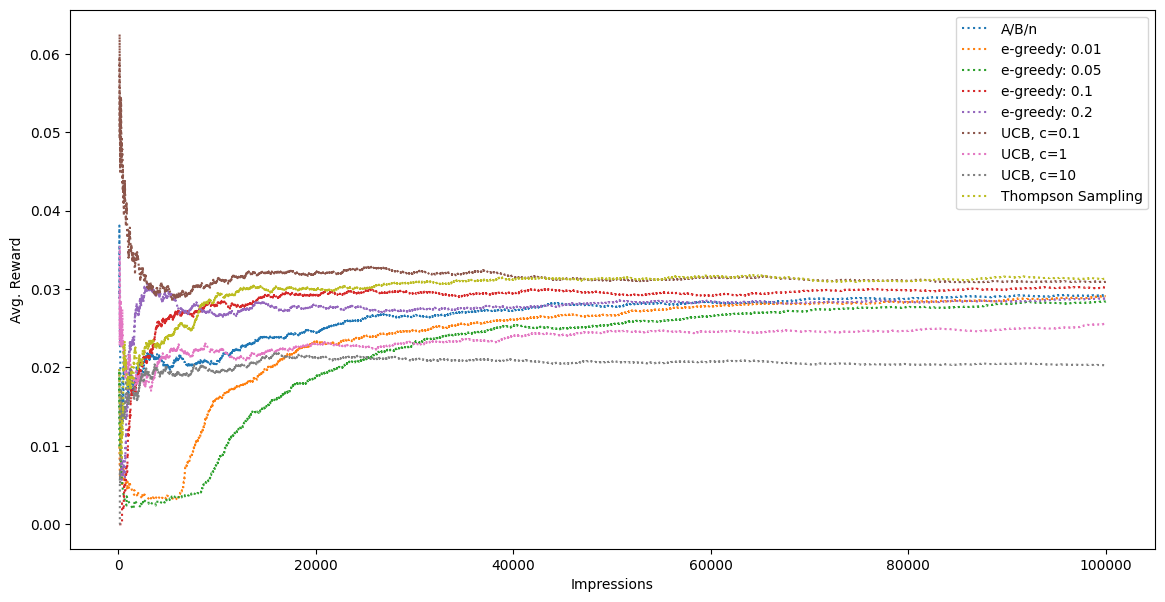 0.06
0.05
0.04
0.03
0.02
0.01
0.00
Avg. Reward
0
20000
40000
60000
80000
100000
Impressions
A/B/n
e-greedy: 0.01
e-greedy: 0.05
e-greedy: 0.1
e-greedy: 0.2
UCB, c=0.1
UCB, c=1
UCB, c=10
Thompson Sampling